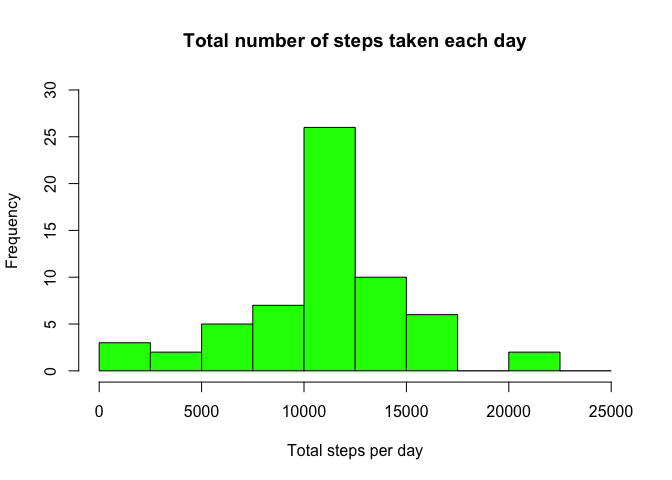 Total number of steps taken each day
Frequency
30
25
20
15
10
5
0
0 5000 10000 15000 20000 25000
Total steps per day